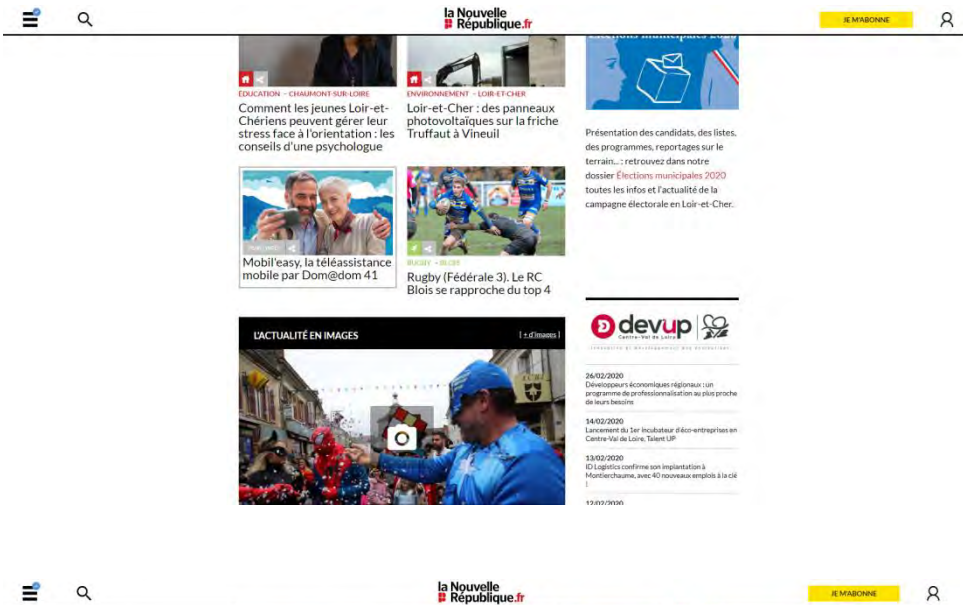 la Nouvelle
République.fr
JE M'ABONNE
ÉDUCATION - CHAUMONT-SUR-LOIRE
Comment les jeunes Loir-et-
Chériens peuvent gérer leur
stress face à l'orientation : les
conseils d'une psychologue
ENVIRONNEMENT - LOIR-ET-CHER
Loir-et-Cher : des panneaux
photovoltaïques sur la friche
Truffaut à Vineuil
Élections municipales 2020
Présentation des candidats, des listes,
des programmes, reportages sur le
terrain... : retrouvez dans notre
dossier Élections municipales 2020
toutes les infos et l'actualité de la
campagne électorale en Loir-et-Cher.
Mobil'easy, la téléassistance
mobile par Dom@dom 41
RUGBY - BLOIS
Rugby (Fédérale 3). Le RC
Blois se rapproche du top 4
L'ACTUALITÉ EN IMAGES
[ + d'images ]
devup
Centre-Val de Loire
26/02/2020
Développeurs économiques régionaux : un
programme de professionnalisation au plus proche
de leurs besoins
14/02/2020
Lancement du 1er incubateur d'éco-entreprises en
Centre-Val de Loire, Talent UP
13/02/2020
ID Logistics confirme son implantation à
Montierchaume, avec 40 nouveaux emplois à la clé
!
12/02/2020
la Nouvelle
République.fr
JE M'ABONNE